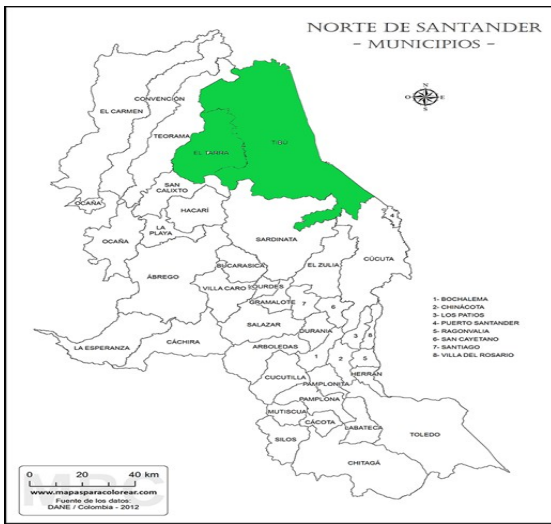 NORTE DE SANTANDER
- MUNICIPIOS -
N
O
E
S
CONVENCIÓN
EL CARMEN
TEORAMA
TIBÚ
EL TARRA
SAN
CALIXTO
OCAÑA
HACARÍ
4
LA
PLAYA
OCAÑA
SARDINATA
CÚCUTA
BUCARASICA
EL ZULIA
ÁBREGO
VILLA CARO
LOURDES
GRAMALOTE
7
6
1- BOCHALEMA
2- CHINÁCOTA
3- LOS PATIOS
4- PUERTO SANTANDER
5- RAGONVALIA
6- SAN CAYETANO
7- SANTIAGO
8- VILLA DEL ROSARIO
SALAZAR
DURANIA
3
8
LA ESPERANZA
CÁCHIRA
ARBOLEDAS
1
2
5
HERRÁN
CUCUTILLA
PAMPLONITA
PAMPLONA
MUTISCUA
CÁCOTA
LABATECA
SILOS
TOLEDO
CHITAGÁ
0 20 40 km
MPC
www.mapasparacolorear.com
Fuente de los datos:
DANE / Colombia - 2012